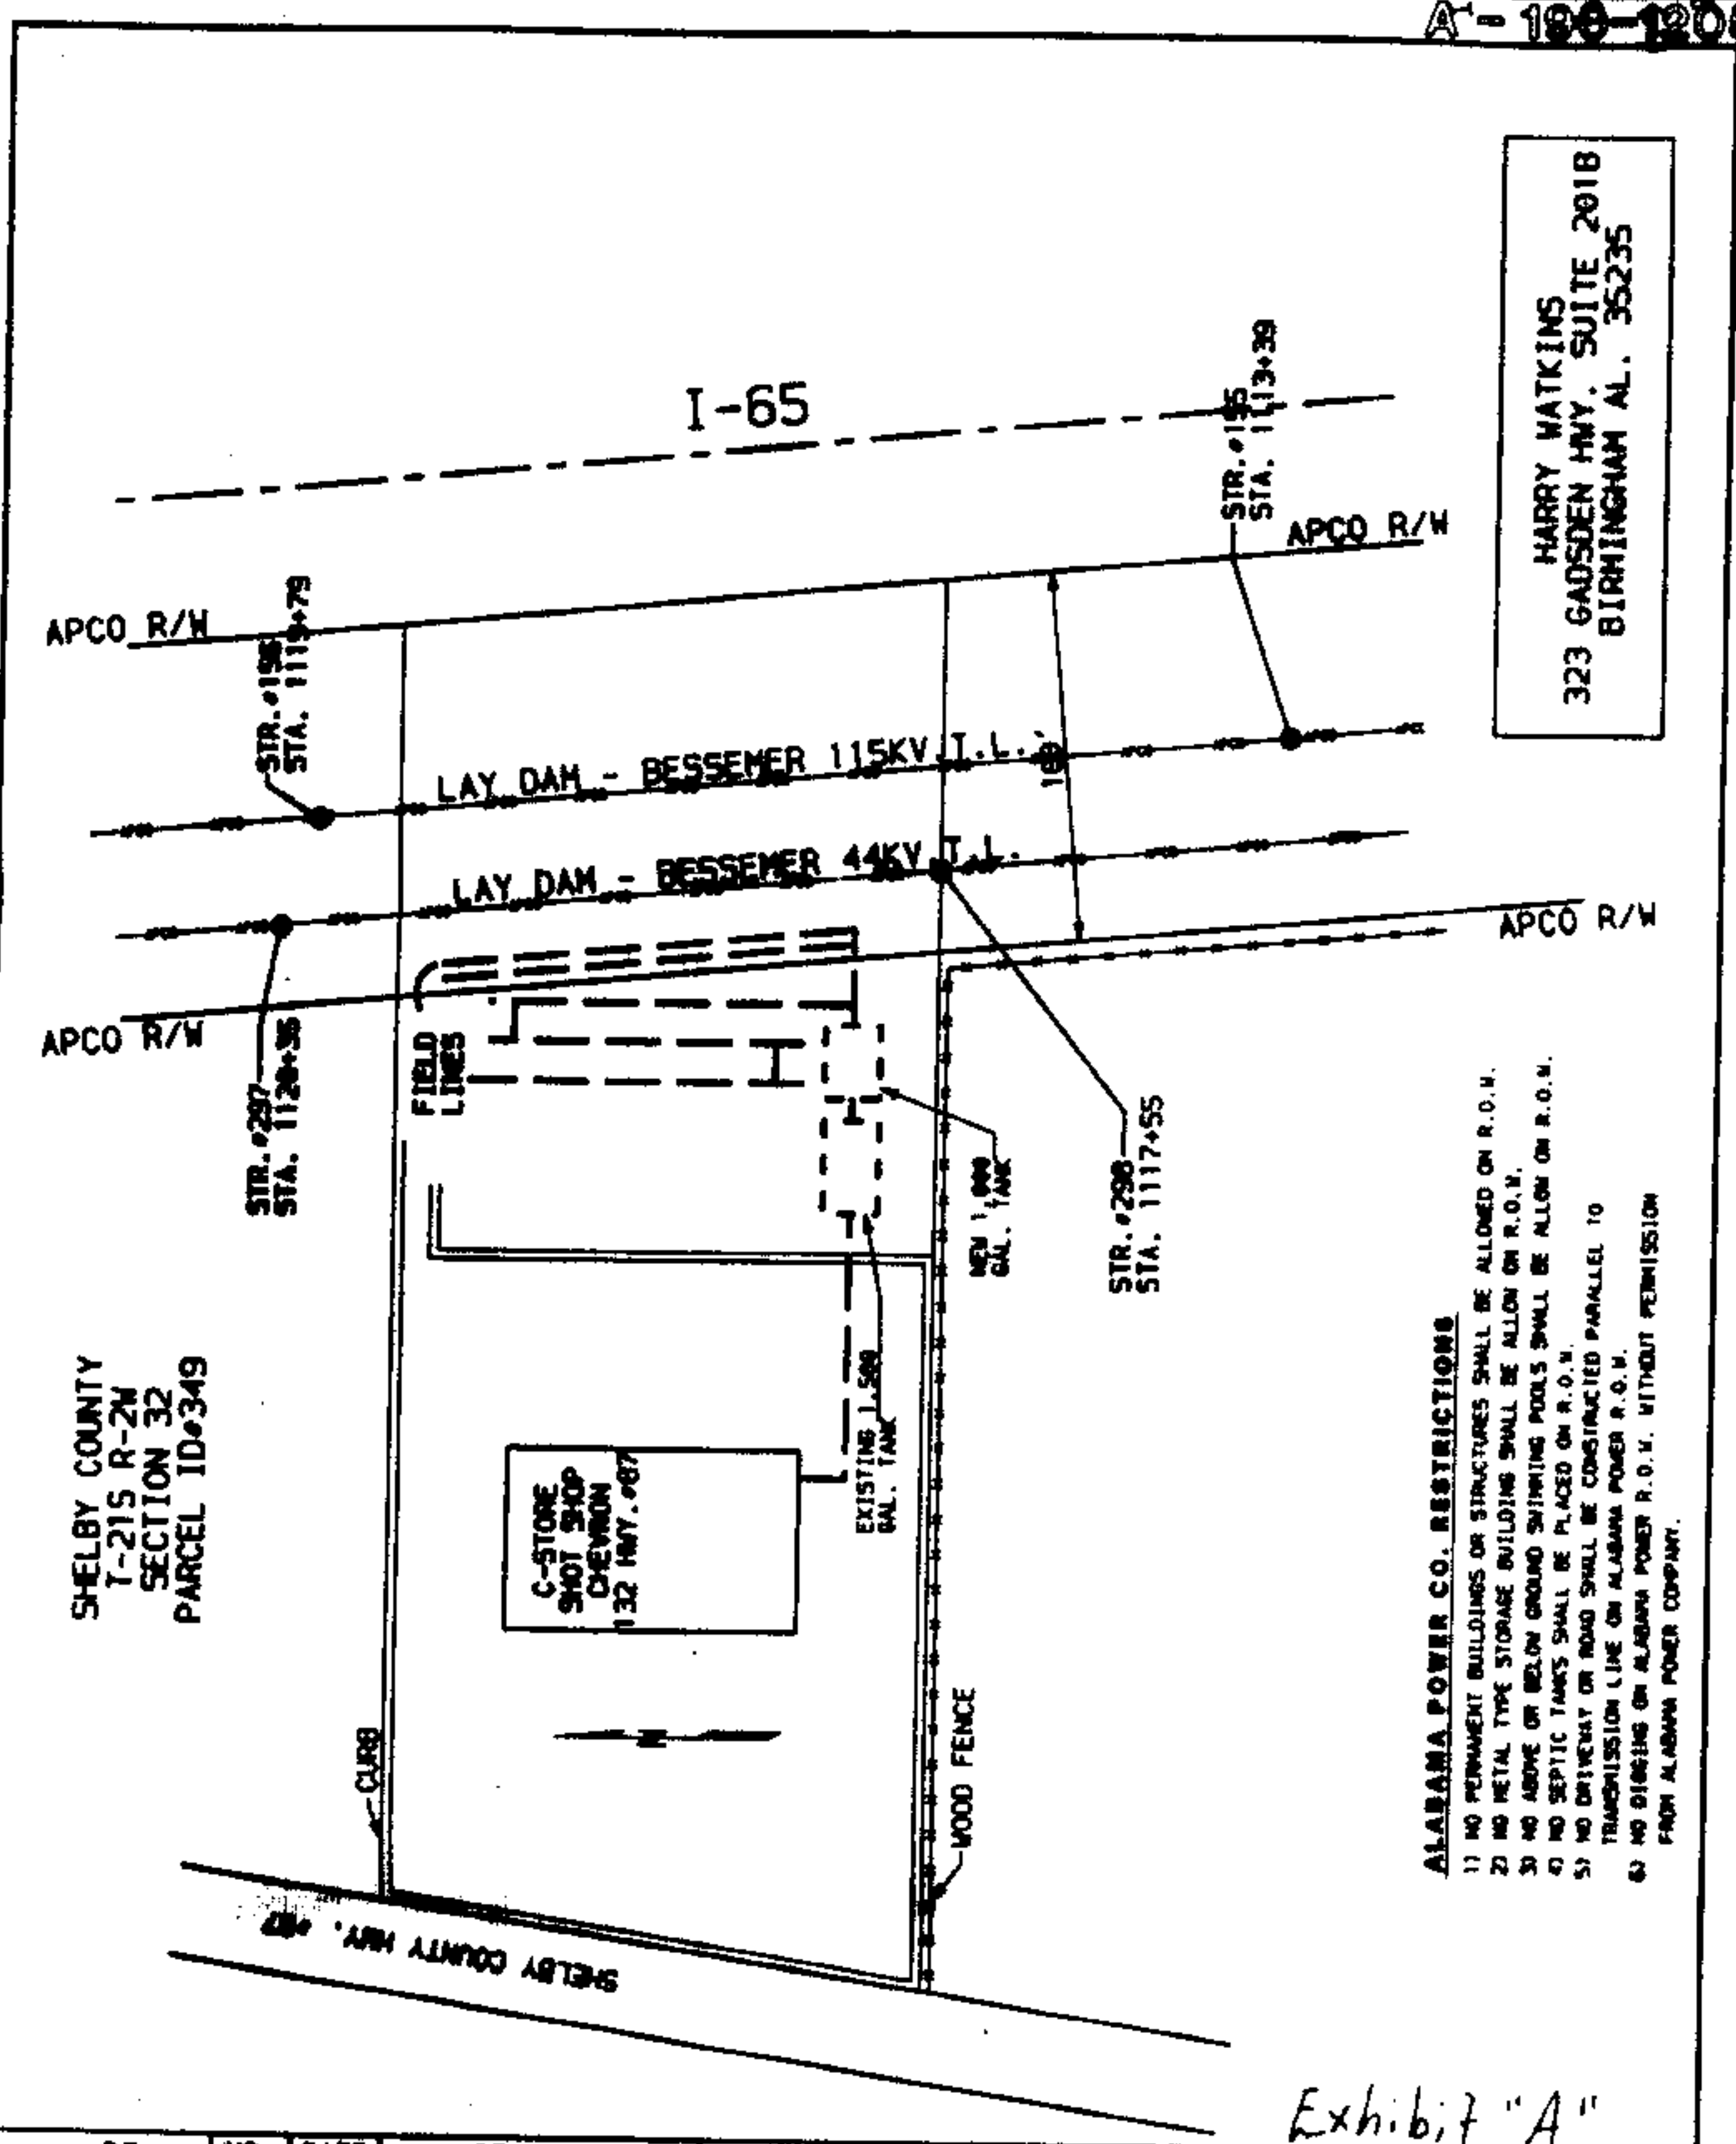 I-65
HARRY WATKINS
323 GADSDEN HWY. SUITE 201B
BIRMINGHAM AL. 35235
APCO R/W
APCO R/W
STR.#195
STA. 1113+39
STA. 1119+79
LAY DAM - BESSEMER 115KV T.L.
LAY DAM - BESSEMER 44KV T.L.
APCO R/W
APCO R/W
STR.#297
STA. 1120+35
FIELD
LINES
NEW 1,000
GAL. TANK
STR.#298
STA. 1117+55
SHELBY COUNTY
T-21S R-2W
SECTION 32
PARCEL ID#349
C-STORE
SHOT SHOP
CHEVRON
132 HWY.#87
EXISTING 1,500
GAL. TANK
CURB
WOOD FENCE
SHELBY COUNTY HWY. #87
ALABAMA POWER CO. RESTRICTIONS
1) NO PERMANENT BUILDINGS OR STRUCTURES SHALL BE ALLOWED ON R.O.W.
2) NO METAL TYPE STORAGE BUILDING SHALL BE ALLOW ON R.O.W.
3) NO ABOVE OR BELOW GROUND SWIMMING POOLS SHALL BE ALLOW ON R.O.W.
4) NO SEPTIC TANKS SHALL BE PLACED ON R.O.W.
5) NO DRIVEWAY OR ROAD SHALL BE CONSTRUCTED PARALLEL TO
TRANSMISSION LINE ON ALABAMA POWER R.O.W.
6) NO DIGGING ON ALABAMA POWER R.O.W. WITHOUT PERMISSION
FROM ALABAMA POWER COMPANY.
Exhibit "A"